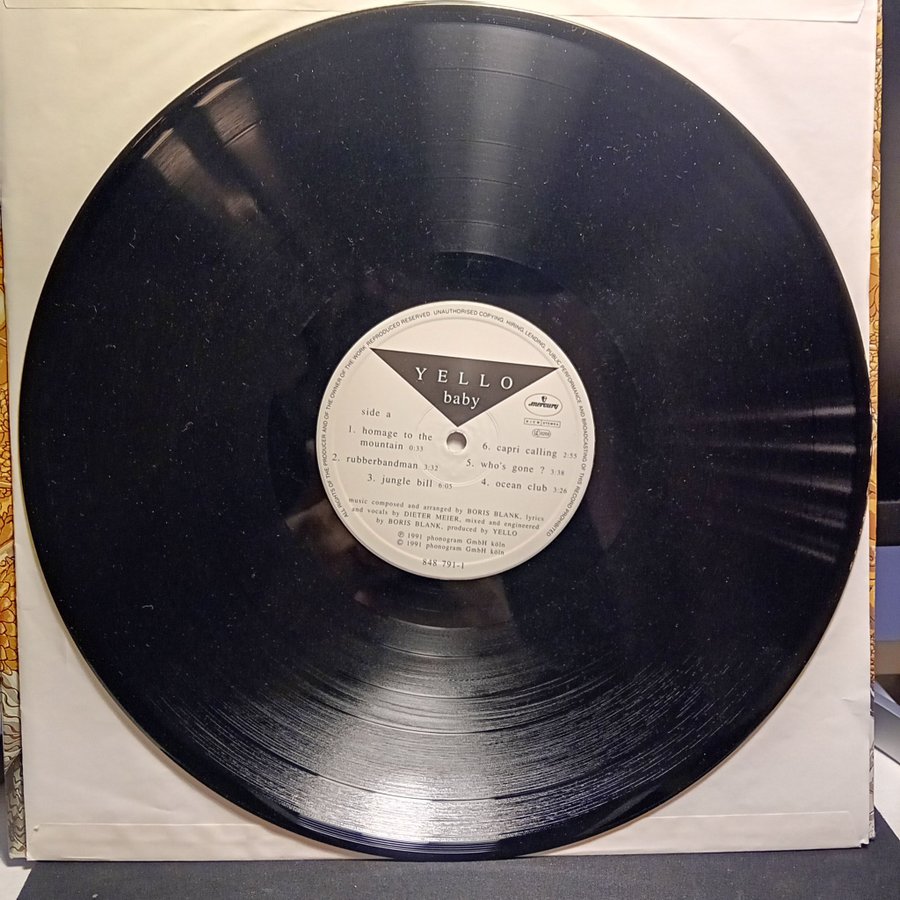 ALL RIGHTS OF THE PRODUCER AND OF THE OWNER OF THE WORK REPRODUCED RESERVED. UNAUTHORISED COPYING, HIRING, LENDING, PUBLIC PERFORMANCE AND BROADCASTING OF THIS RECORD PROHIBITED
YELLO
baby
mercury
side a
STEREO
1. homage to the
mountain 0:33
2. rubberbandman 3:32
3. jungle bill 6:05
6. capri calling 2:55
5. who's gone ? 3:38
4. ocean club 3:26
music composed and arranged by BORIS BLANK, lyrics
and vocals by DIETER MEIER, mixed and engineered
by BORIS BLANK, produced by YELLO
℗ 1991 phonogram GmbH köln
© 1991 phonogram GmbH köln
848 791-1